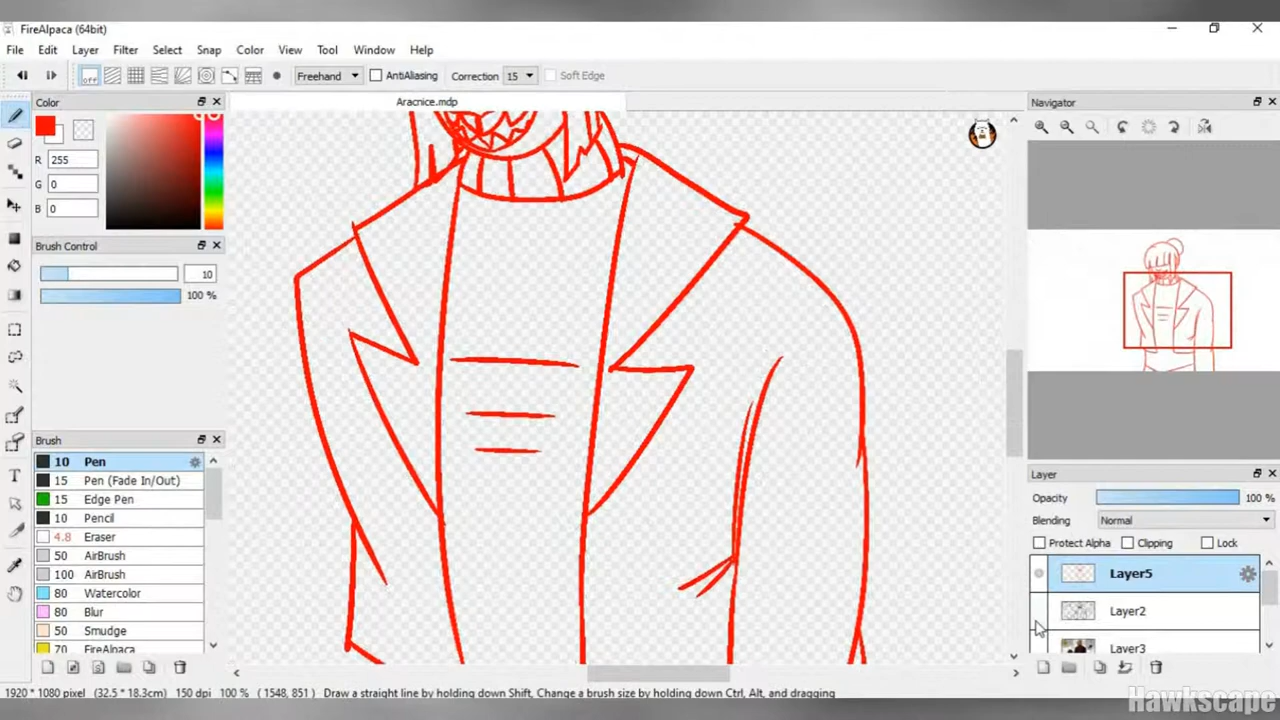 FireAlpaca (64bit)
File Edit Layer Filter Select Snap Color View Tool Window Help
off Freehand AntiAliasing Correction 15 Soft Edge
Color
Aracnice.mdp
Navigator
R 255
G 0
B 0
Brush Control
10
100 %
Brush
10 Pen
15 Pen (Fade In/Out)
15 Edge Pen
10 Pencil
4.8 Eraser
50 AirBrush
100 AirBrush
80 Watercolor
80 Blur
50 Smudge
70 FireAlpaca
Layer
Opacity 100 %
Blending Normal
Protect Alpha Clipping Lock
Layer5
Layer2
Layer3
1920 * 1080 pixel (32.5 * 18.3cm) 150 dpi 100 % ( 1548, 851 ) Draw a straight line by holding down Shift, Change a brush size by holding down Ctrl, Alt, and dragging
Hawkscape